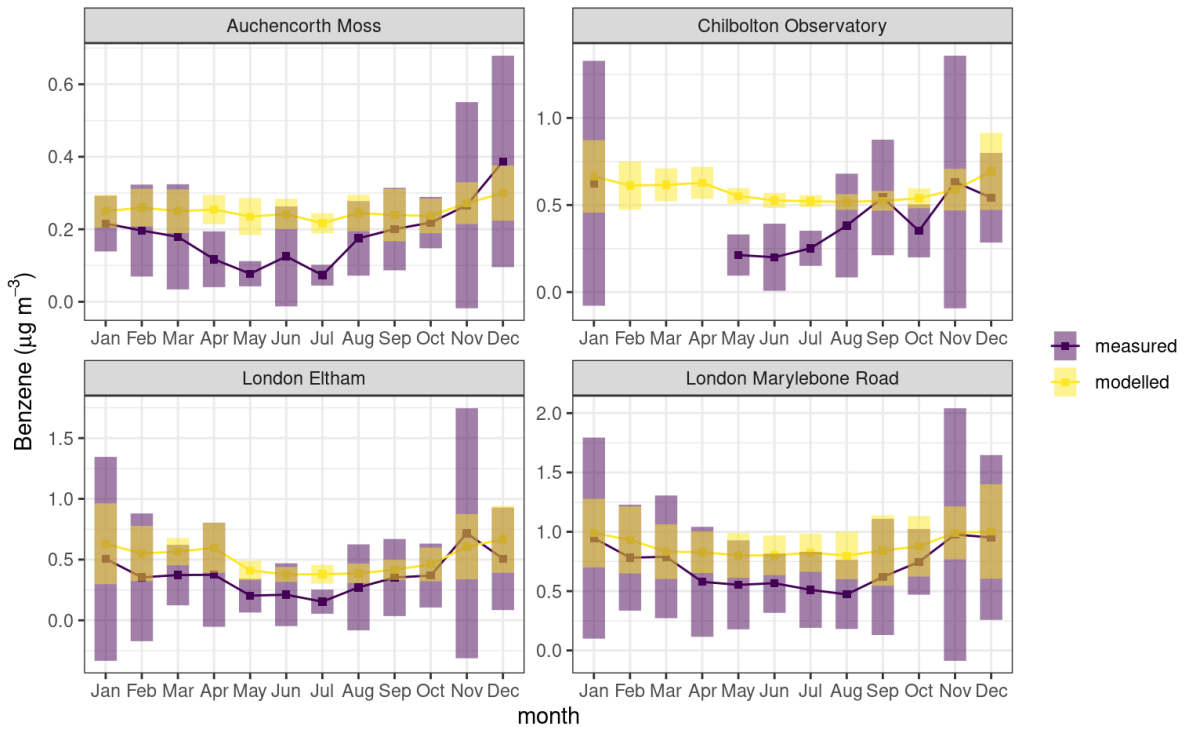 Auchencorth Moss
Chilbolton Observatory
0.6
0.4
0.2
0.0
1.0
0.5
0.0
Jan Feb Mar Apr May Jun Jul Aug Sep Oct Nov Dec
Jan Feb Mar Apr May Jun Jul Aug Sep Oct Nov Dec
Benzene (µg m⁻³)
London Eltham
London Marylebone Road
1.5
1.0
0.5
0.0
2.0
1.5
1.0
0.5
0.0
Jan Feb Mar Apr May Jun Jul Aug Sep Oct Nov Dec
Jan Feb Mar Apr May Jun Jul Aug Sep Oct Nov Dec
month
measured
modelled